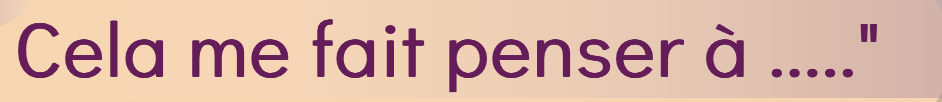 Cela me fait penser à ....."